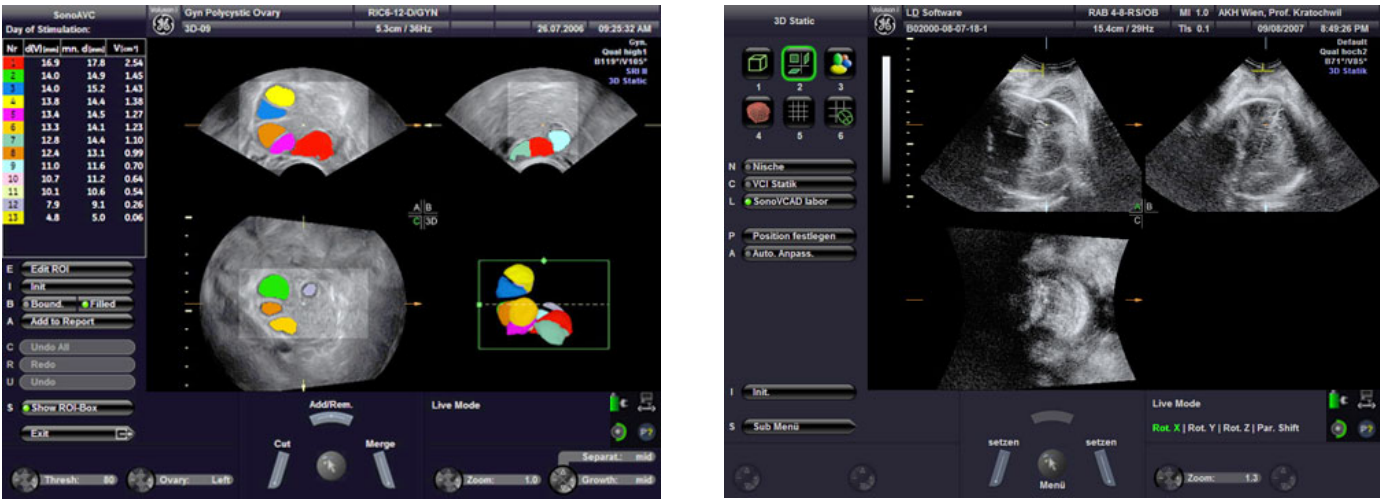 SonoAVC
Voluson i
Gyn Polycystic Ovary
RIC6-12-D/GYN
Day of Stimulation:
3D-09
5.3cm / 36Hz
26.07.2006
09:25:32 AM
Nr d(V)[mm] mn. d[mm] V[cm³]
1 16.9 17.8 2.54
2 14.0 14.9 1.45
3 14.0 15.2 1.43
4 13.8 14.4 1.38
5 13.4 14.5 1.27
6 13.3 14.1 1.23
7 12.8 14.4 1.10
8 12.4 13.1 0.99
9 11.0 11.6 0.70
10 10.7 11.2 0.64
11 10.1 10.6 0.54
12 7.9 9.1 0.26
13 4.8 5.0 0.06
Gyn.
Qual high1
B119°/V105°
SRI II
3D Static
A B
C 3D
E Edit ROI
I Init
B Bound. Filled
A Add to Report
C Undo All
R Redo
U Undo
S Show ROI-Box
Exit
Add/Rem.
Cut
Merge
Live Mode
P?
Separat.: mid
Thresh: 80
Ovary: Left
Zoom: 1.0
Growth: mid
3D Static
Voluson i
LD Software
RAB 4-8-RS/OB
MI 1.0
AKH Wien, Prof. Kratochwil
B02000-08-07-18-1
15.4cm / 29Hz
TIs 0.1
09/08/2007
8:49:26 PM
Default
Qual hoch2
B71°/V85°
3D Statik
1 2 3
4 5 6
N Nische
C VCI Statik
L SonoVCAD labor
P Position festlegen
A Auto. Anpass.
A B
C
I Init.
S Sub Menü
Live Mode
Rot. X | Rot. Y | Rot. Z | Par. Shift
setzen
setzen
Menü
P?
Zoom: 1.3